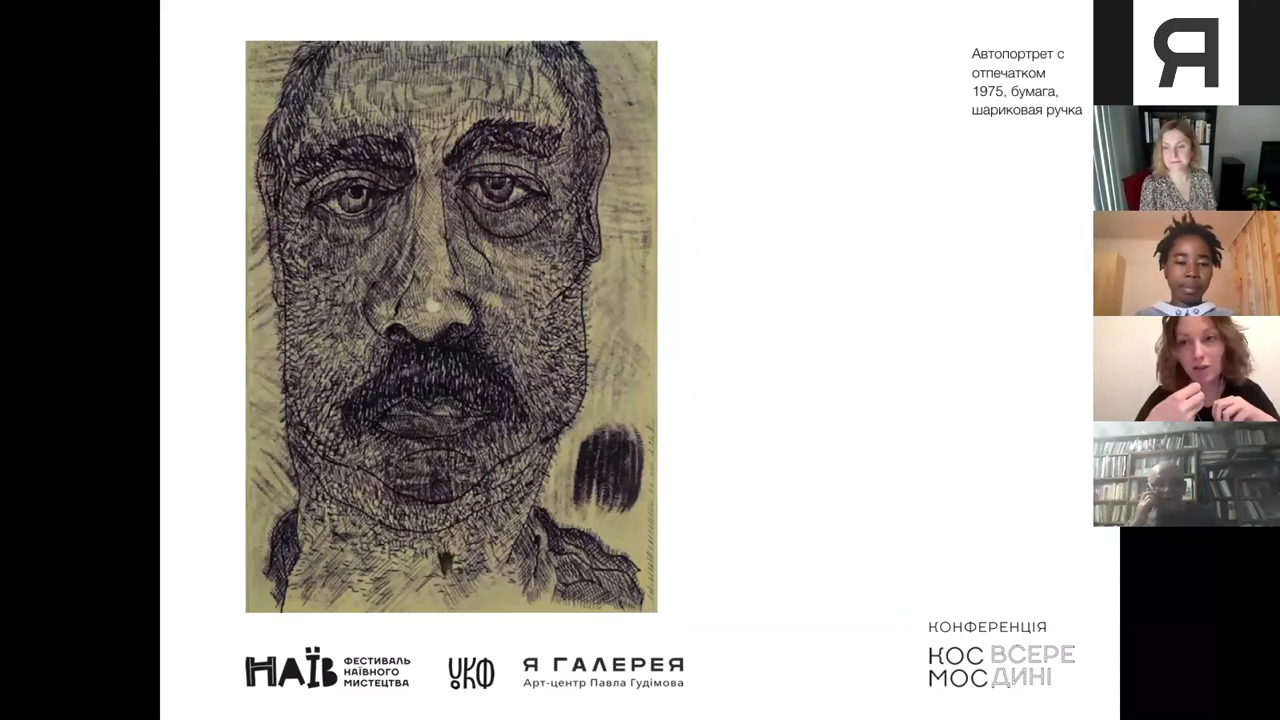 Автопортрет с
отпечатком
1975, бумага,
шариковая ручка
Я
НАЇВ
ФЕСТИВАЛЬ
НАЇВНОГО
МИСТЕЦТВА
УКФ
Я ГАЛЕРЕЯ
Арт-центр Павла Гудімова
КОНФЕРЕНЦІЯ
КОС ВСЕРЕ
МОС ДИНІ